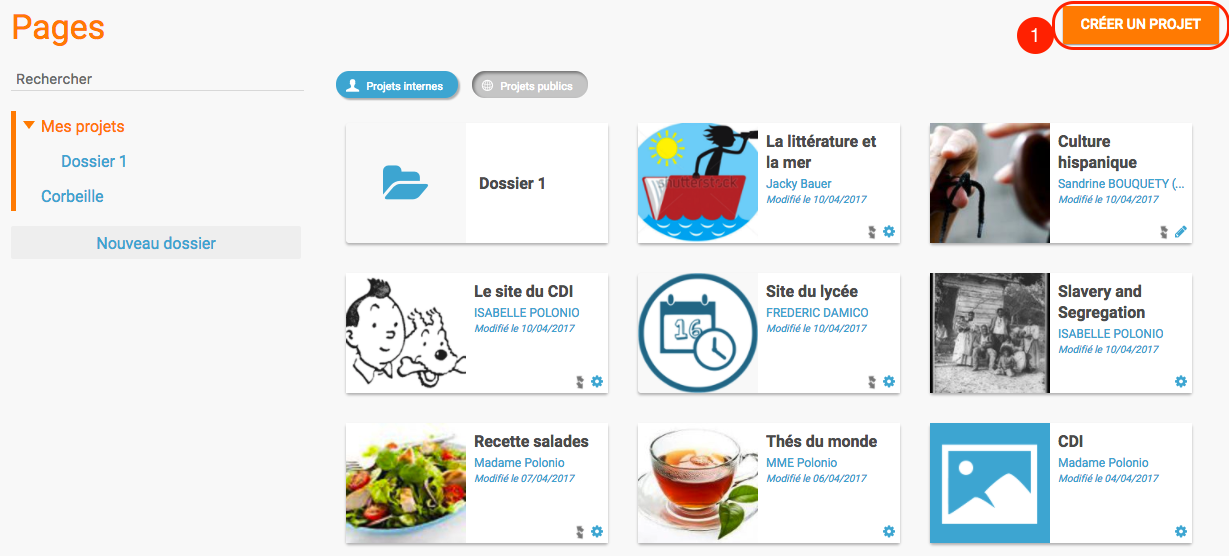 Pages
1
CRÉER UN PROJET
Rechercher
Projets internes
Projets publics
Mes projets
Dossier 1
Corbeille
Nouveau dossier
Dossier 1
shutterstock
La littérature et
la mer
Jacky Bauer
Modifié le 10/04/2017
Culture
hispanique
Sandrine BOUQUETY (...
Modifié le 10/04/2017
Le site du CDI
ISABELLE POLONIO
Modifié le 10/04/2017
16
Site du lycée
FREDERIC DAMICO
Modifié le 10/04/2017
Slavery and
Segregation
ISABELLE POLONIO
Modifié le 10/04/2017
Recette salades
Madame Polonio
Modifié le 07/04/2017
Thés du monde
MME Polonio
Modifié le 06/04/2017
CDI
Madame Polonio
Modifié le 04/04/2017